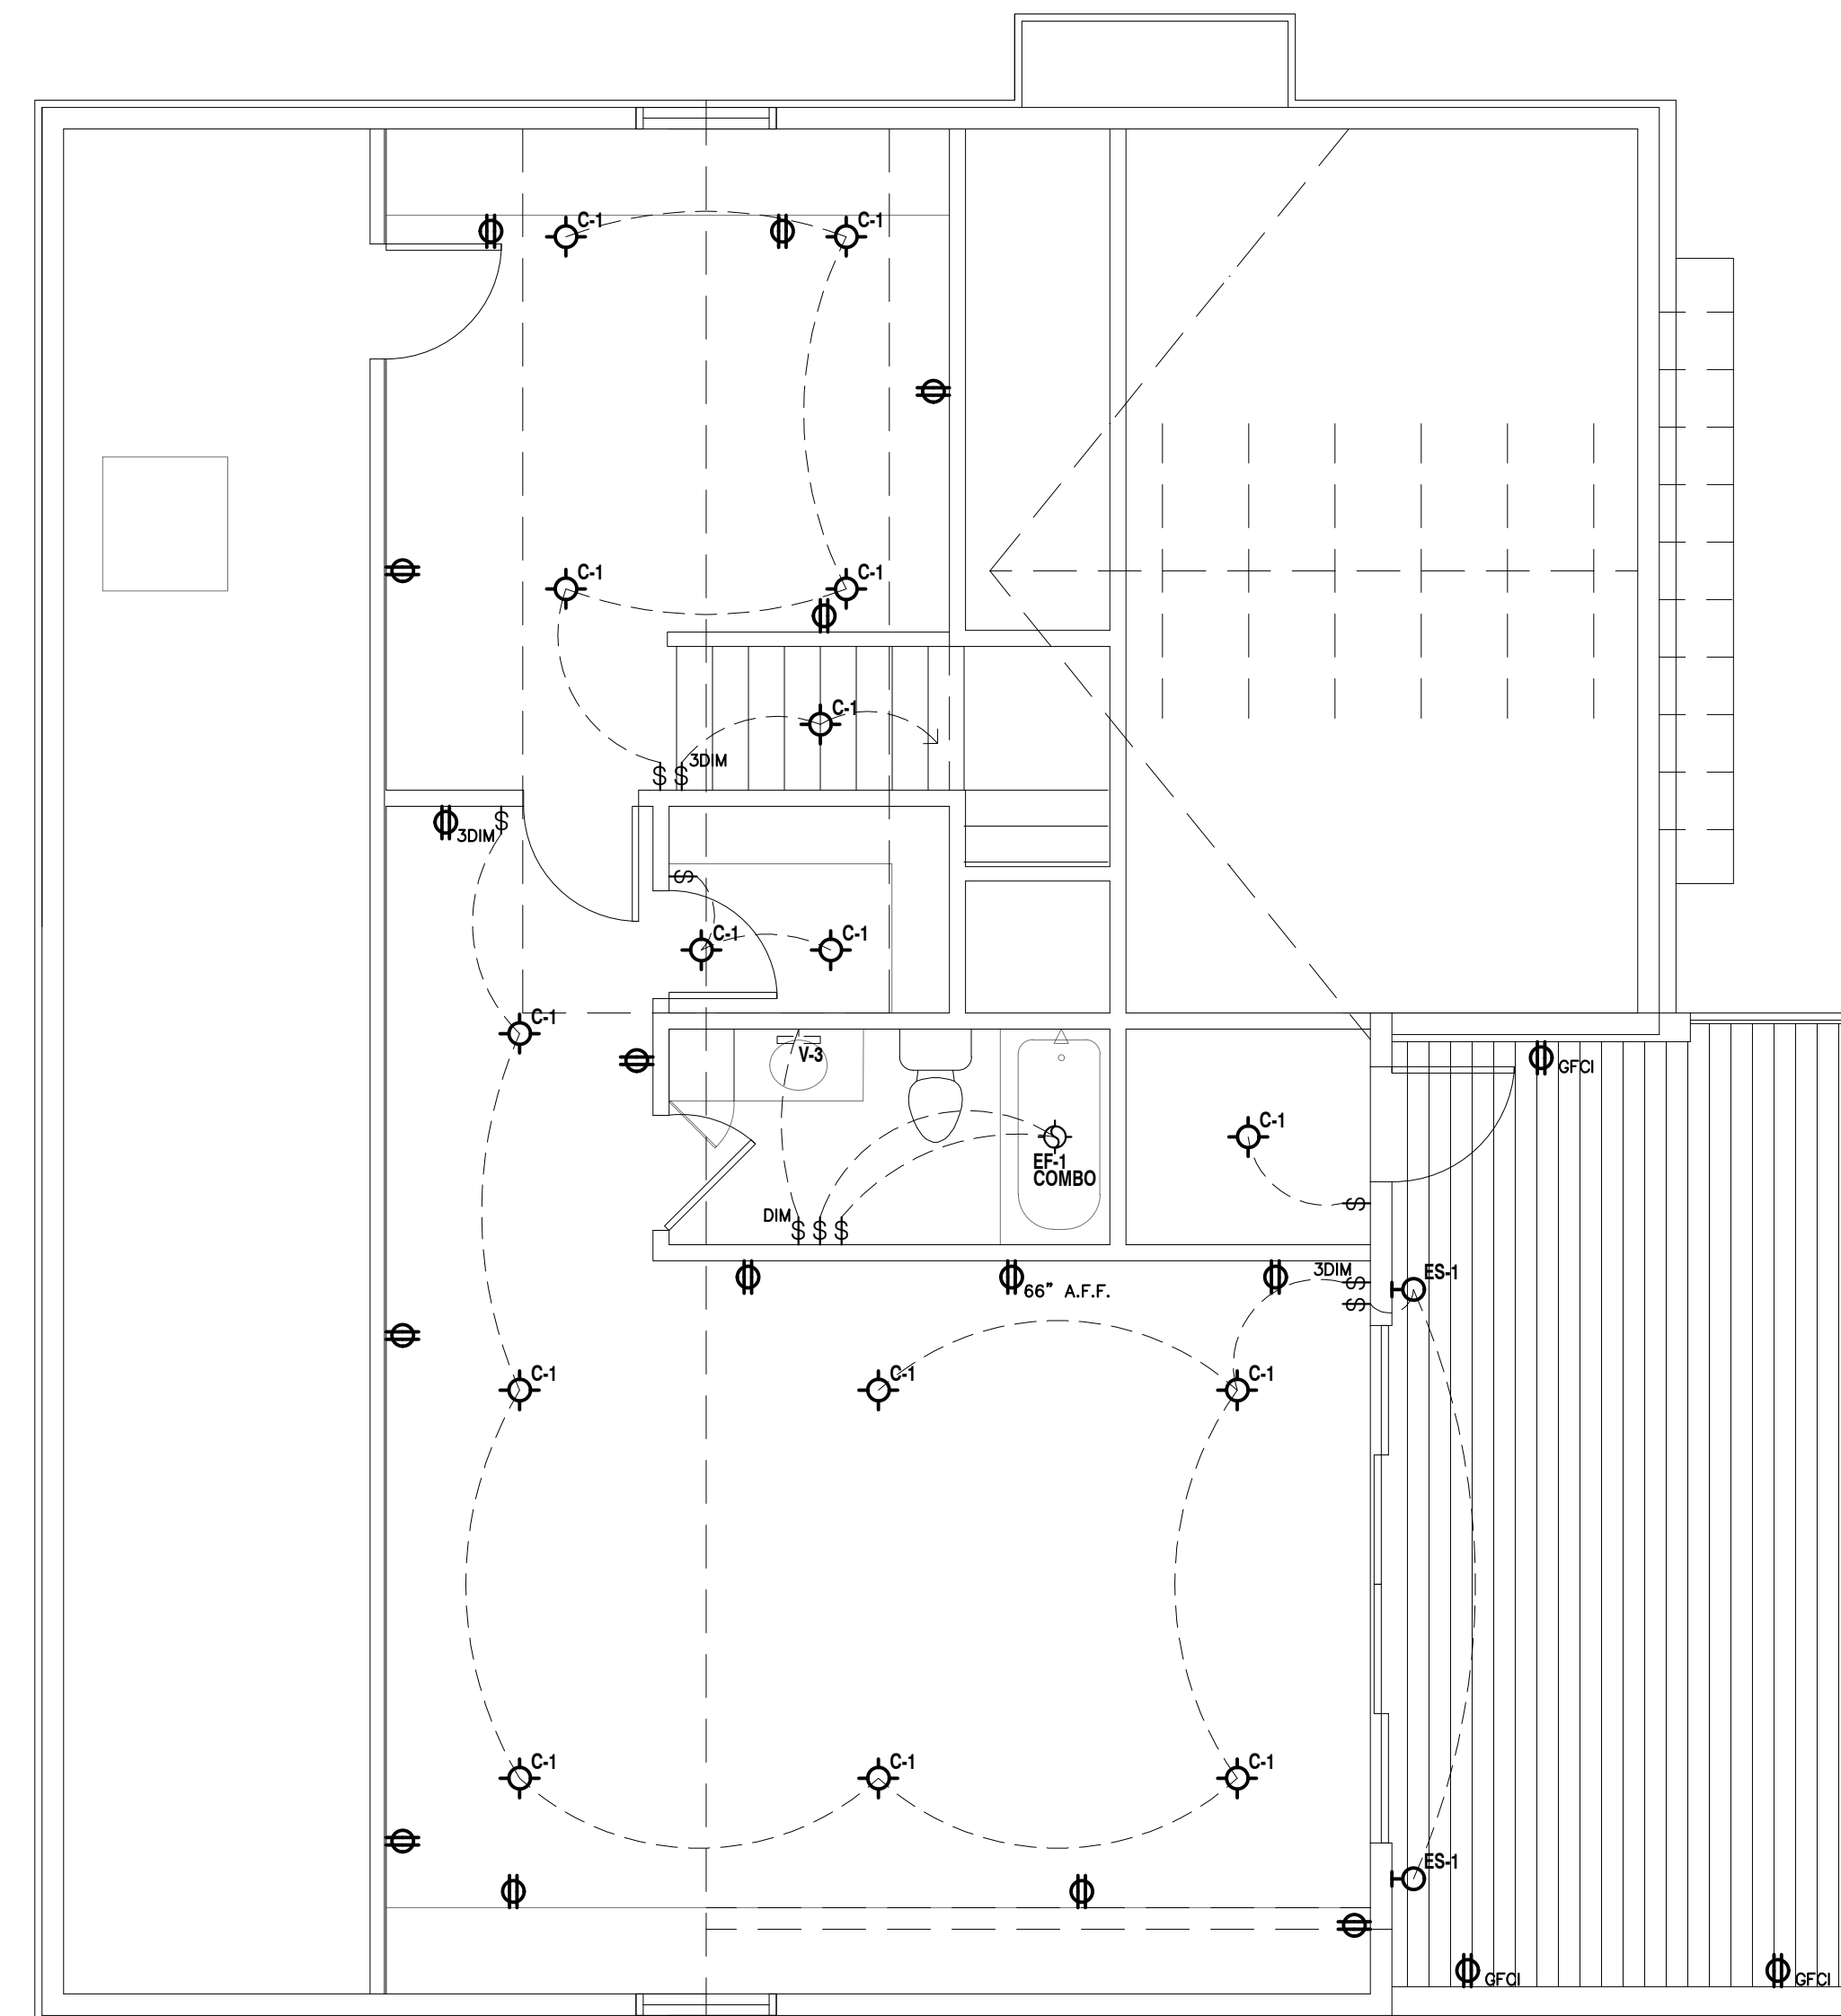 C-1 C-1
C-1 C-1
C-1
3DIM
$ $
$
3DIM
$
C-1 C-1
C-1
V-3
GFCI
C-1
EF-1
COMBO
$
DIM
$ $ $
3DIM
$
ES-1
66" A.F.F.
$
C-1 C-1 C-1
C-1 C-1 C-1
ES-1
GFCI GFCI